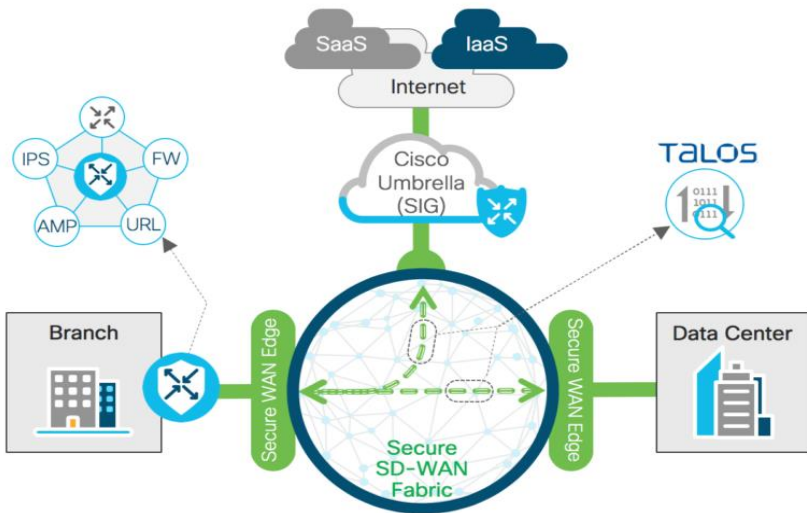 SaaS
IaaS
Internet
Cisco
Umbrella
(SIG)
TALOS
0111
1011
0111
IPS
FW
AMP
URL
Branch
Secure WAN Edge
Secure WAN Edge
Data Center
Secure
SD-WAN
Fabric